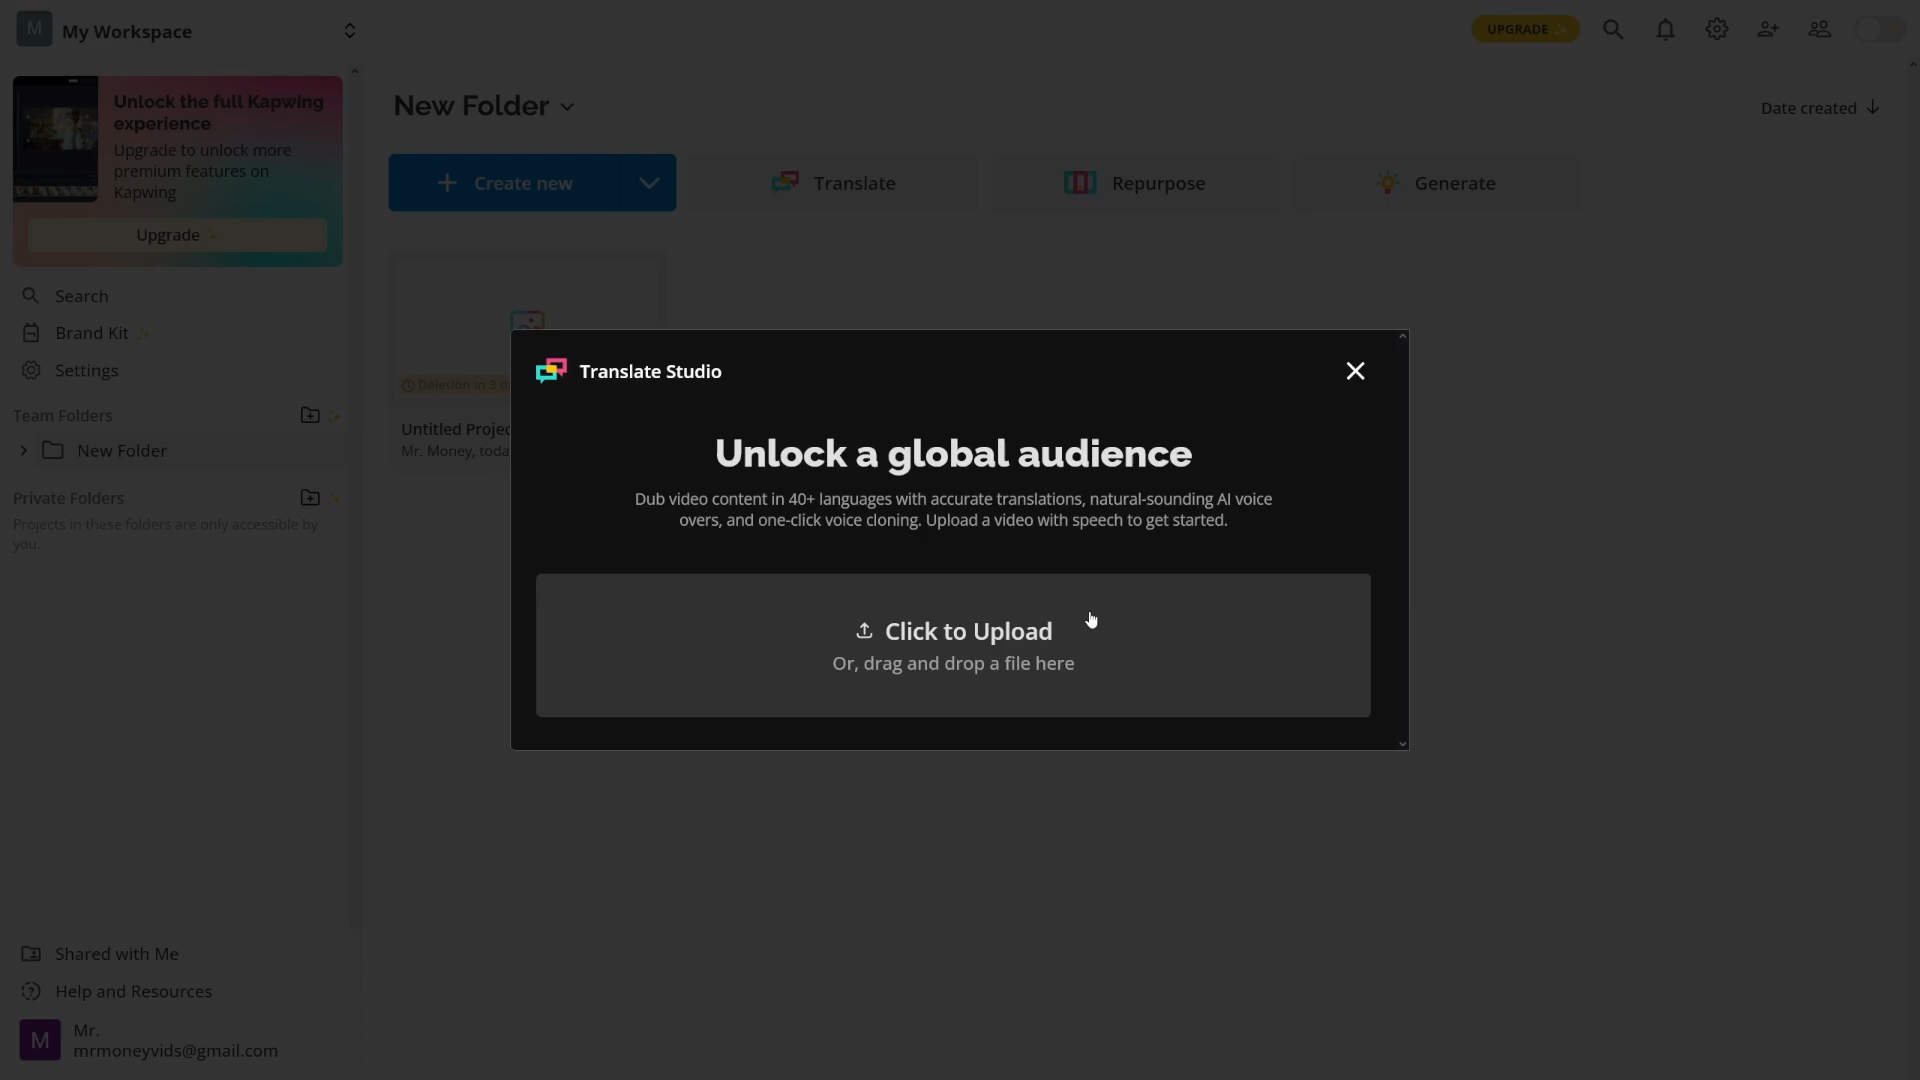 M My Workspace
UPGRADE
Unlock the full Kapwing
experience
Upgrade to unlock more
premium features on
Kapwing
Upgrade
Search
Brand Kit
Settings
Team Folders
New Folder
Private Folders
Projects in these folders are only accessible by
you.
Shared with Me
Help and Resources
M
Mr.
mrmoneyvids@gmail.com
New Folder
Date created
Create new
Translate
Repurpose
Generate
Deletion in 3 d
Untitled Projec
Mr. Money, toda
Translate Studio
Unlock a global audience
Dub video content in 40+ languages with accurate translations, natural-sounding AI voice
overs, and one-click voice cloning. Upload a video with speech to get started.
Click to Upload
Or, drag and drop a file here